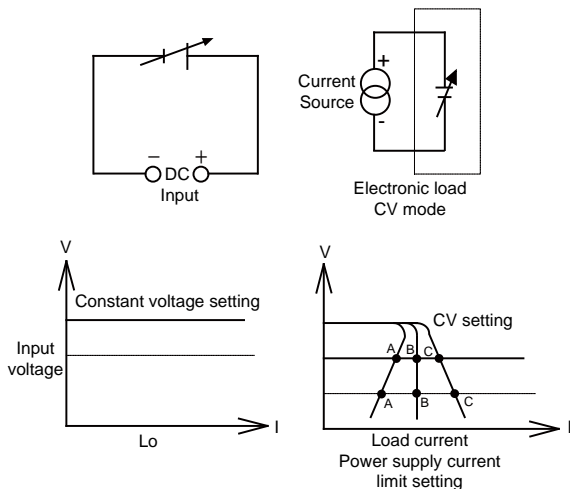 − DC +
Input
Current
Source
+
-
Electronic load
CV mode
V
Constant voltage setting
Input
voltage
I
Lo
V
CV setting
A B C
A B C
I
Load current
Power supply current
limit setting